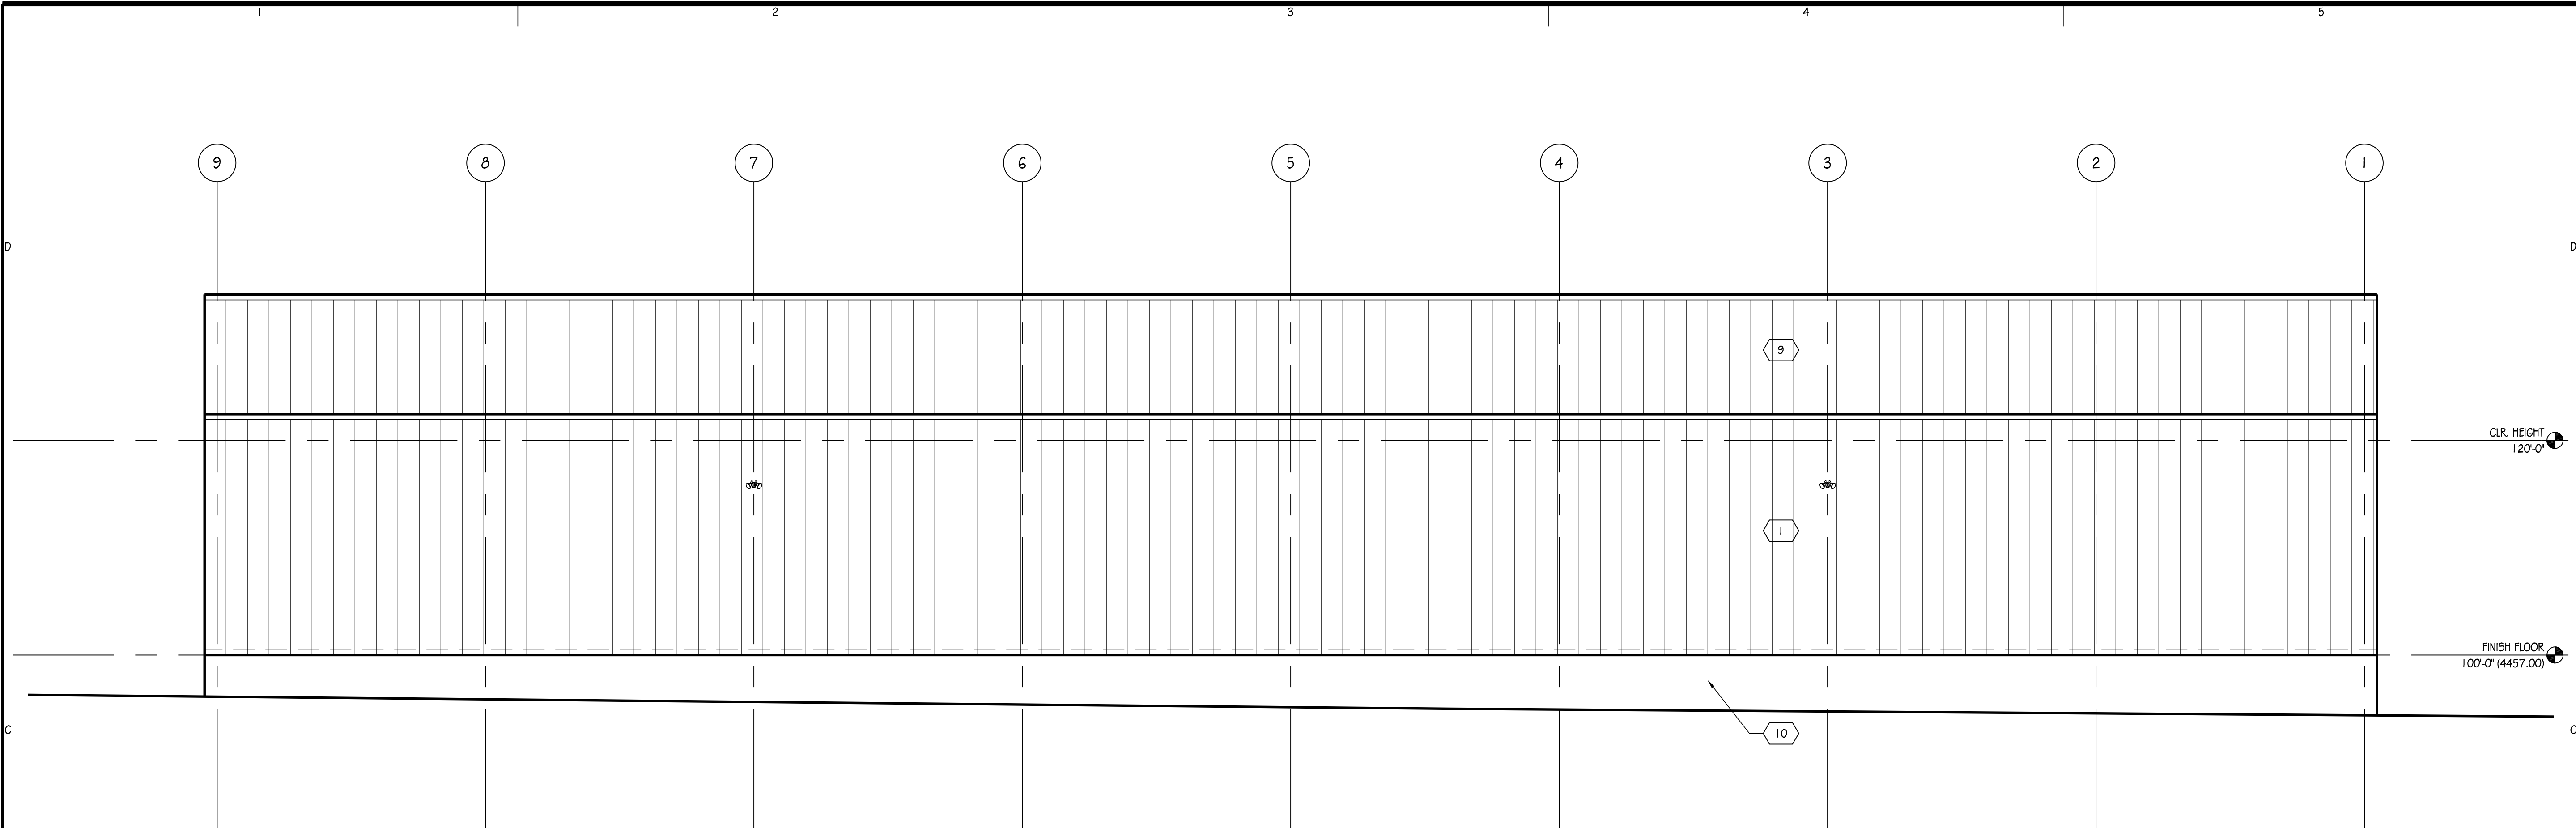 1 2 3 4 5
9 8 7 6 5 4 3 2 1
D D
9
CLR. HEIGHT
120'-0"
1
FINISH FLOOR
100'-0" (4457.00)
C C
10